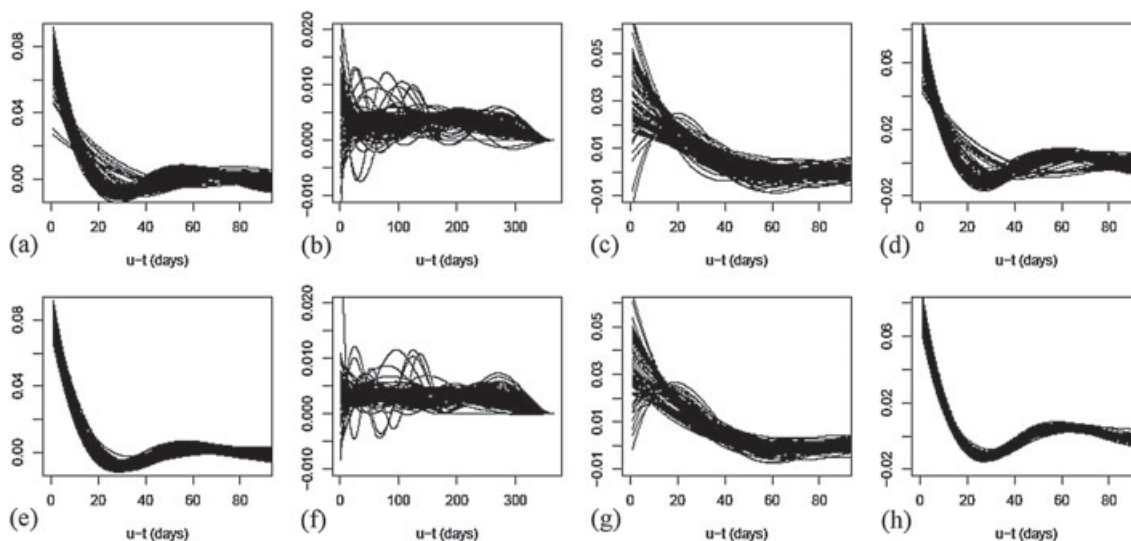 0.08
0.04
0.00
0 20 40 60 80
(a)
u-t (days)
0.020
0.010
0.000
-0.010
0 100 200 300
(b)
u-t (days)
0.05
0.03
0.01
-0.01
0 20 40 60 80
(c)
u-t (days)
0.06
0.02
-0.02
0 20 40 60 80
(d)
u-t (days)
0.08
0.04
0.00
0 20 40 60 80
(e)
u-t (days)
0.020
0.010
0.000
-0.010
0 100 200 300
(f)
u-t (days)
0.05
0.03
0.01
-0.01
0 20 40 60 80
(g)
u-t (days)
0.06
0.02
-0.02
0 20 40 60 80
(h)
u-t (days)